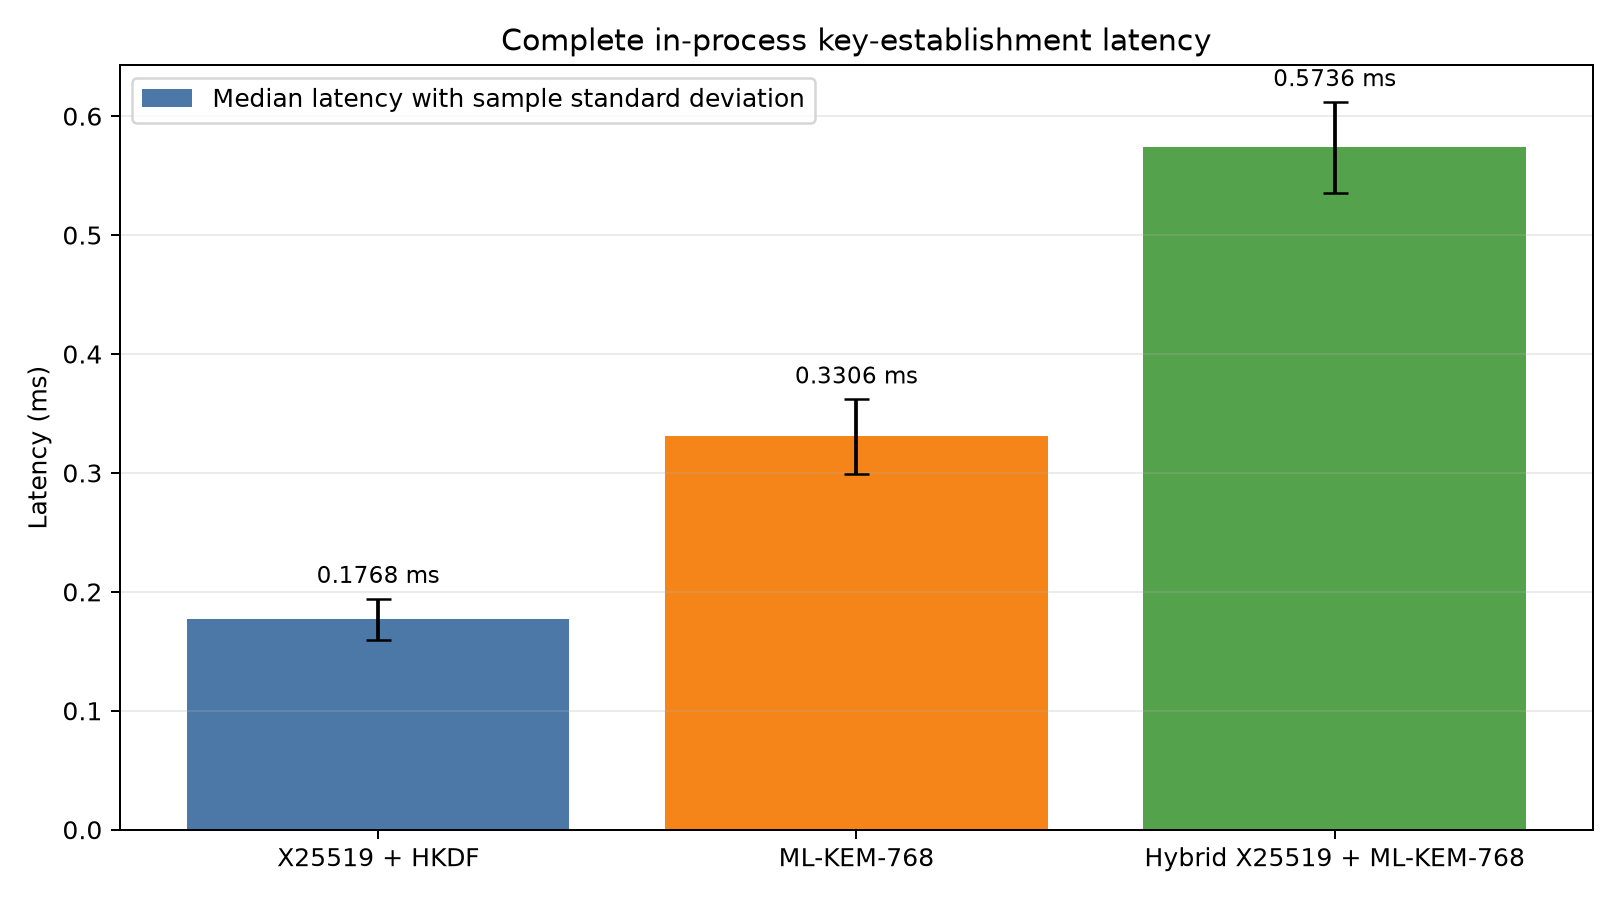 Complete in-process key-establishment latency
Median latency with sample standard deviation
0.5736 ms
0.3306 ms
0.1768 ms
Latency (ms)
0.6
0.5
0.4
0.3
0.2
0.1
0.0
X25519 + HKDF
ML-KEM-768
Hybrid X25519 + ML-KEM-768